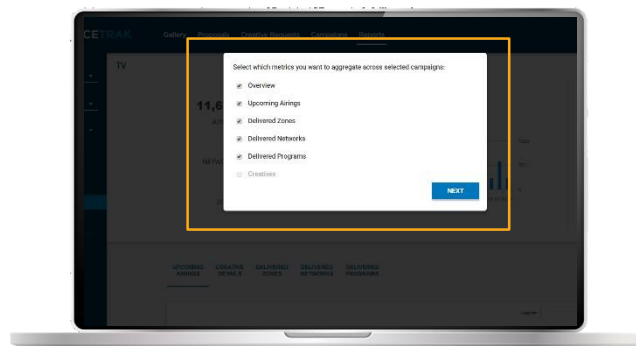 CETRAK
Gallery Proposals Creative Requests Campaigns Reports
TV
Select which metrics you want to aggregate across selected campaigns:
Overview
Upcoming Airings
Delivered Zones
Delivered Networks
Delivered Programs
Creatives
NEXT
11,6
UPCOMING CREATIVE DELIVERED DELIVERED DELIVERED
AIRINGS DETAILS ZONES NETWORKS PROGRAMS